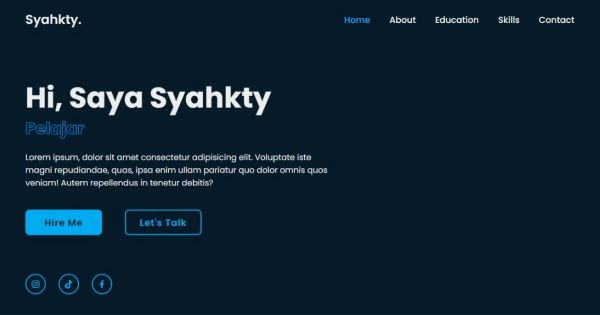 Syahkty.
Home About Education Skills Contact
Hi, Saya Syahkty
Pelajar
Lorem ipsum, dolor sit amet consectetur adipisicing elit. Voluptate iste
magni repudiandae, quas, ipsa enim ullam pariatur quo dolor omnis quos
veniam! Autem repellendus in tenetur debitis?
Hire Me Let's Talk